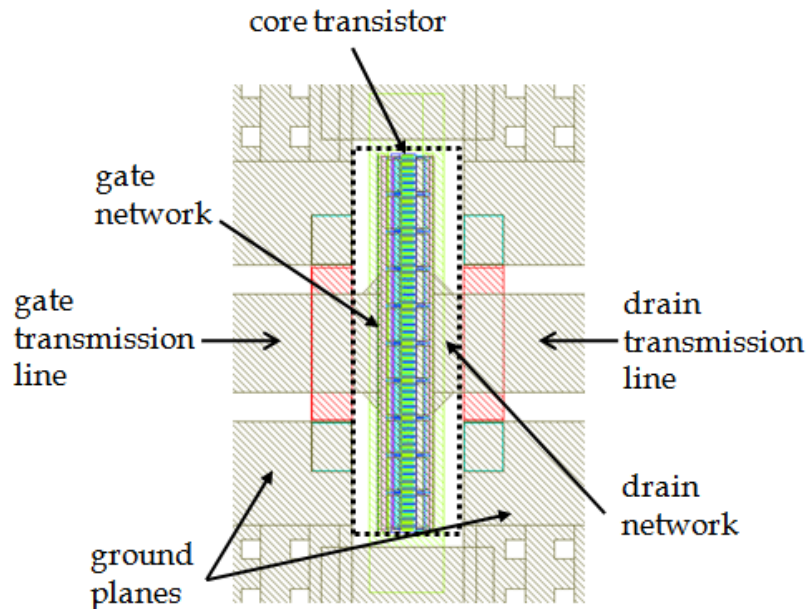 core transistor
gate
network
gate
transmission
line
drain
transmission
line
drain
network
ground
planes